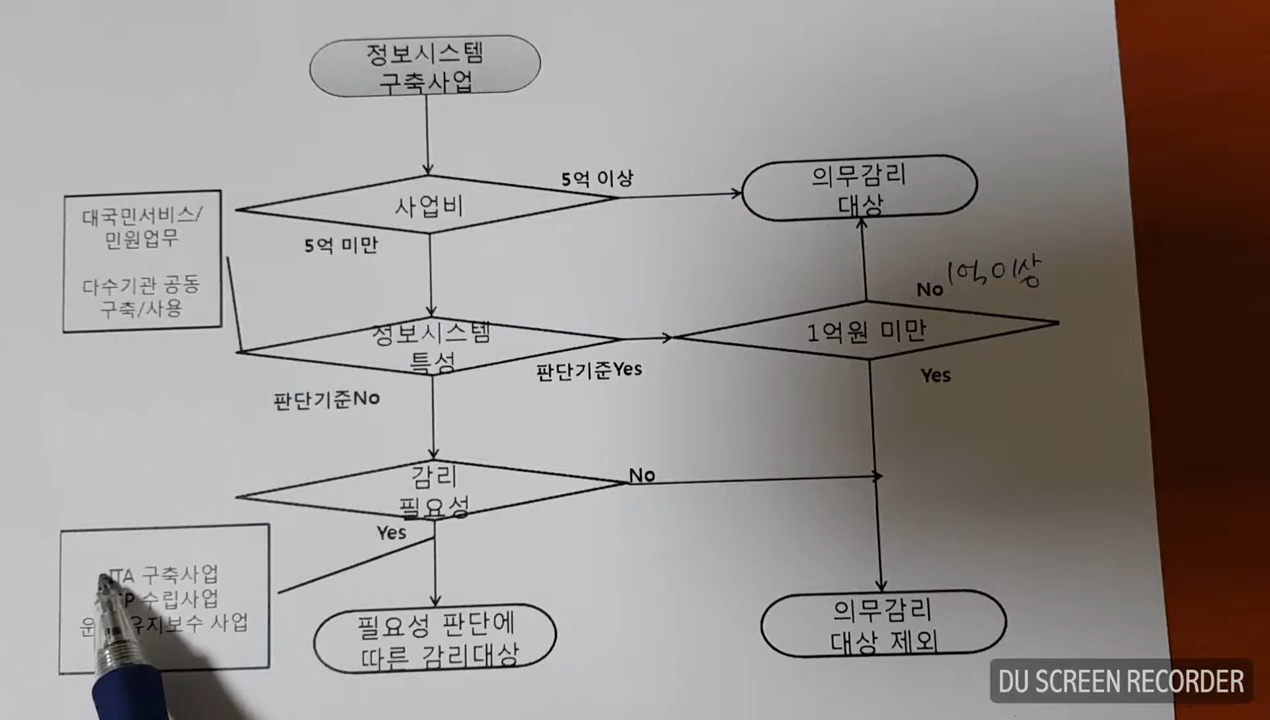 정보시스템
구축사업
5억 이상
의무감리
대상
대국민서비스/
민원업무
다수기관 공동
구축/사용
사업비
5억 미만
No
1억 이상
정보시스템
특성
1억원 미만
판단기준Yes
Yes
판단기준No
감리
필요성
No
Yes
구축사업
수립사업
유지보수 사업
필요성 판단에
따른 감리대상
의무감리
대상 제외
DU SCREEN RECORDER